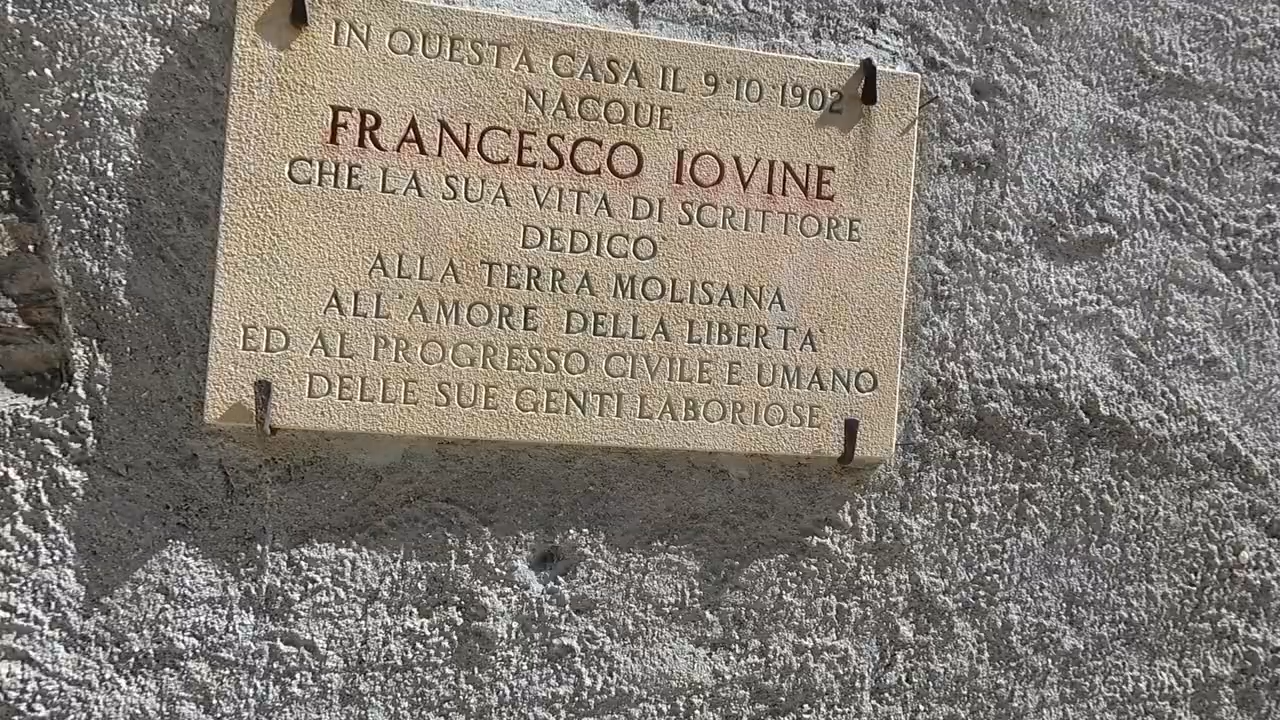 IN QUESTA CASA IL 9·10·1902
NACQUE
FRANCESCO IOVINE
CHE LA SUA VITA DI SCRITTORE
DEDICO'
ALLA TERRA MOLISANA
ALL'AMORE DELLA LIBERTA'
ED AL PROGRESSO CIVILE E UMANO
DELLE SUE GENTI LABORIOSE